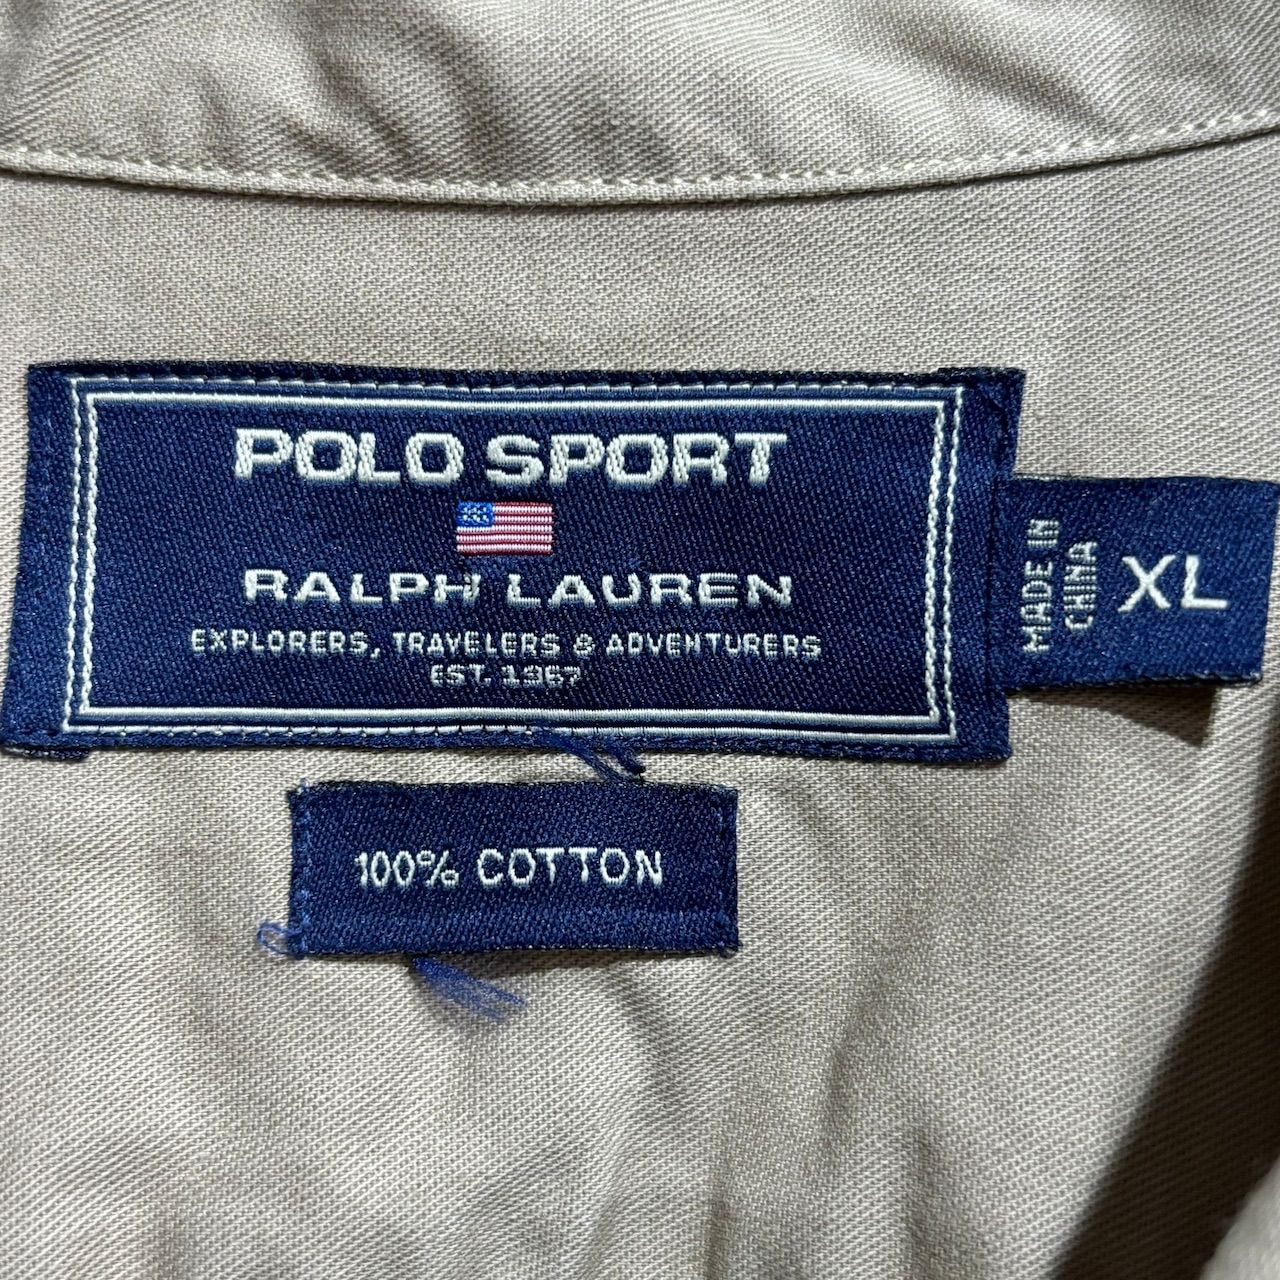 POLO SPORT
RALPH LAUREN
EXPLORERS, TRAVELERS & ADVENTURERS
EST. 1967
MADE IN
CHINA
XL
100% COTTON